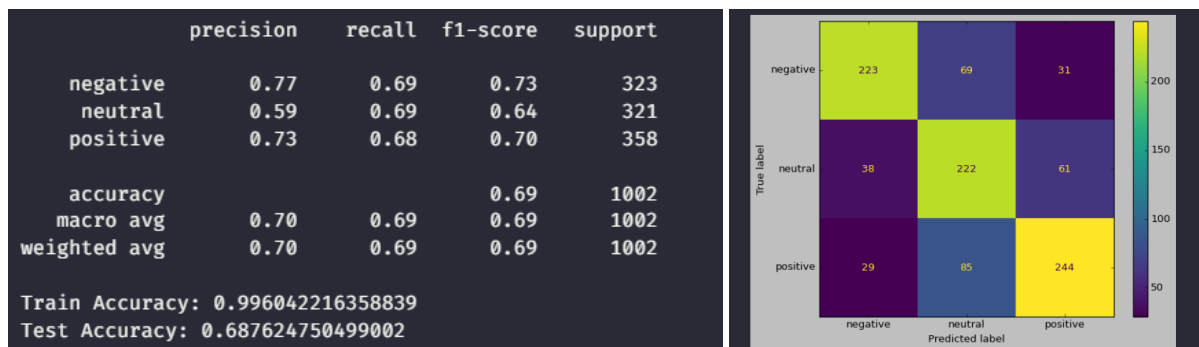 precision recall f1-score support
negative 0.77 0.69 0.73 323
neutral 0.59 0.69 0.64 321
positive 0.73 0.68 0.70 358
accuracy 0.69 1002
macro avg 0.70 0.69 0.69 1002
weighted avg 0.70 0.69 0.69 1002
Train Accuracy: 0.996042216358839
Test Accuracy: 0.687624750499002
True label
negative 223 69 31
neutral 38 222 61
positive 29 85 244
negative neutral positive
Predicted label
200
150
100
50